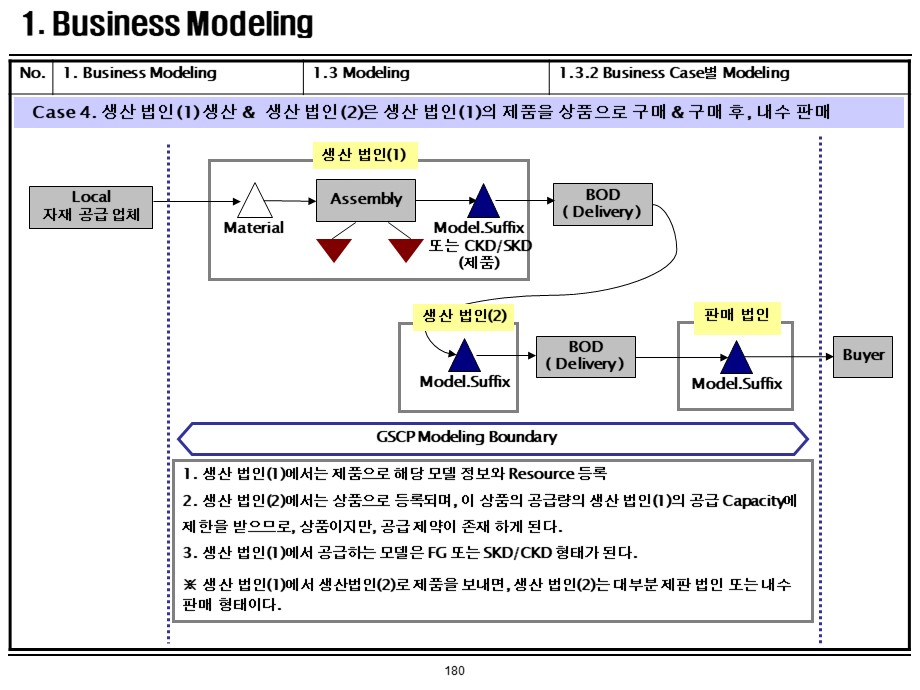 1. Business Modeling
No. 1. Business Modeling 1.3 Modeling 1.3.2 Business Case별 Modeling
Case 4. 생산 법인(1) 생산 & 생산 법인(2)은 생산 법인(1)의 제품을 상품으로 구매 & 구매 후, 내수 판매
생산 법인(1)
Local
자재 공급 업체
Material
Assembly
Model.Suffix
또는 CKD/SKD
(제품)
BOD
( Delivery)
생산 법인(2)
Model.Suffix
BOD
( Delivery)
판매 법인
Model.Suffix
Buyer
GSCP Modeling Boundary
1. 생산 법인(1)에서는 제품으로 해당 모델 정보와 Resource 등록
2. 생산 법인(2)에서는 상품으로 등록되며, 이 상품의 공급량의 생산 법인(1)의 공급 Capacity에
제한을 받으므로, 상품이지만, 공급 제약이 존재 하게 된다.
3. 생산 법인(1)에서 공급하는 모델은 FG 또는 SKD/CKD 형태가 된다.
※ 생산 법인(1)에서 생산법인(2)로 제품을 보내면, 생산 법인(2)는 대부분 제판 법인 또는 내수
판매 형태이다.
180